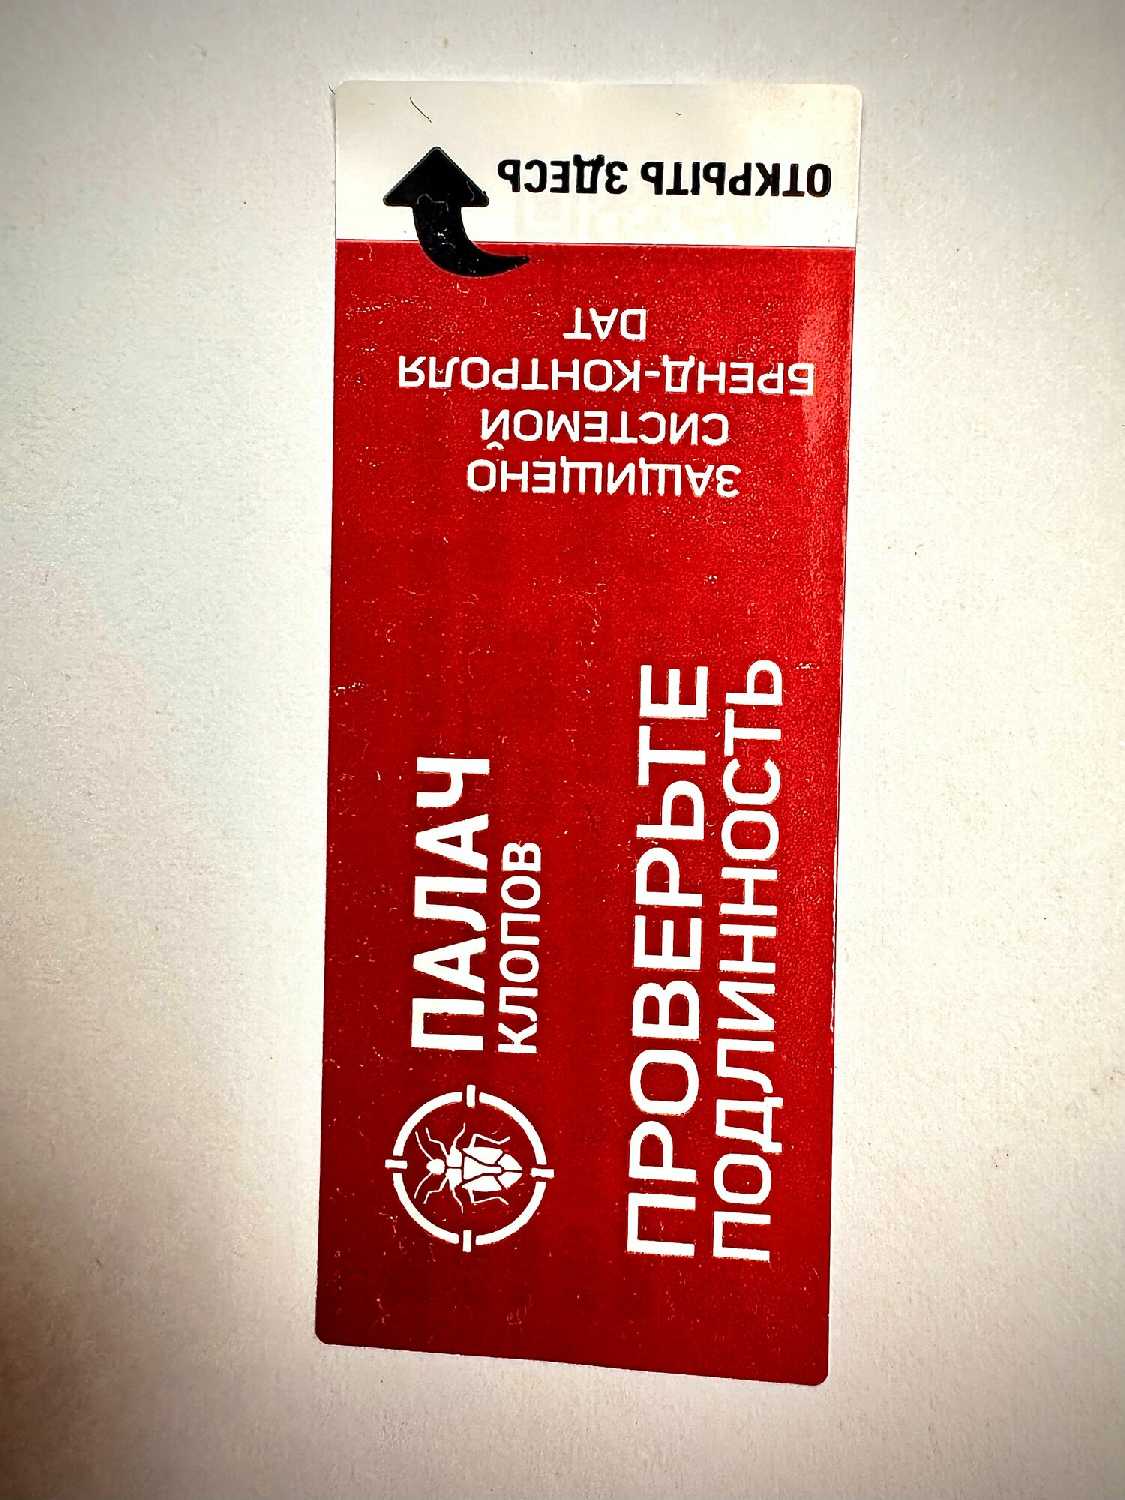 ОТКРЫТЬ ЗДЕСЬ
ЗАЩИЩЕНО
СИСТЕМОЙ
БРЕНД-КОНТРОЛЯ
DAT
ПАЛАЧ
КЛОПОВ
ПРОВЕРЬТЕ
ПОДЛИННОСТЬ